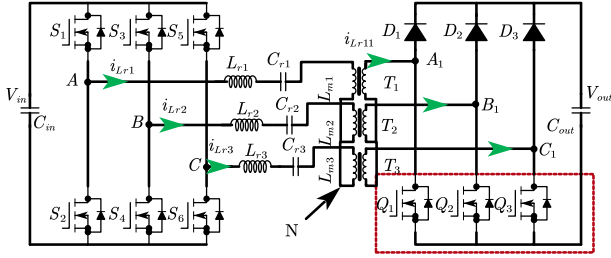 S1 S3 S5 D1 D2 D3
Lr1 Cr1 iLr11
A iLr1 Lm1 T1 A1
Vin Cin Vout Cout
B iLr2 Lr2 Cr2 Lm2 T2 B1
C iLr3 Lr3 Cr3 Lm3 T3 C1
S2 S4 S6 Q1 Q2 Q3
N